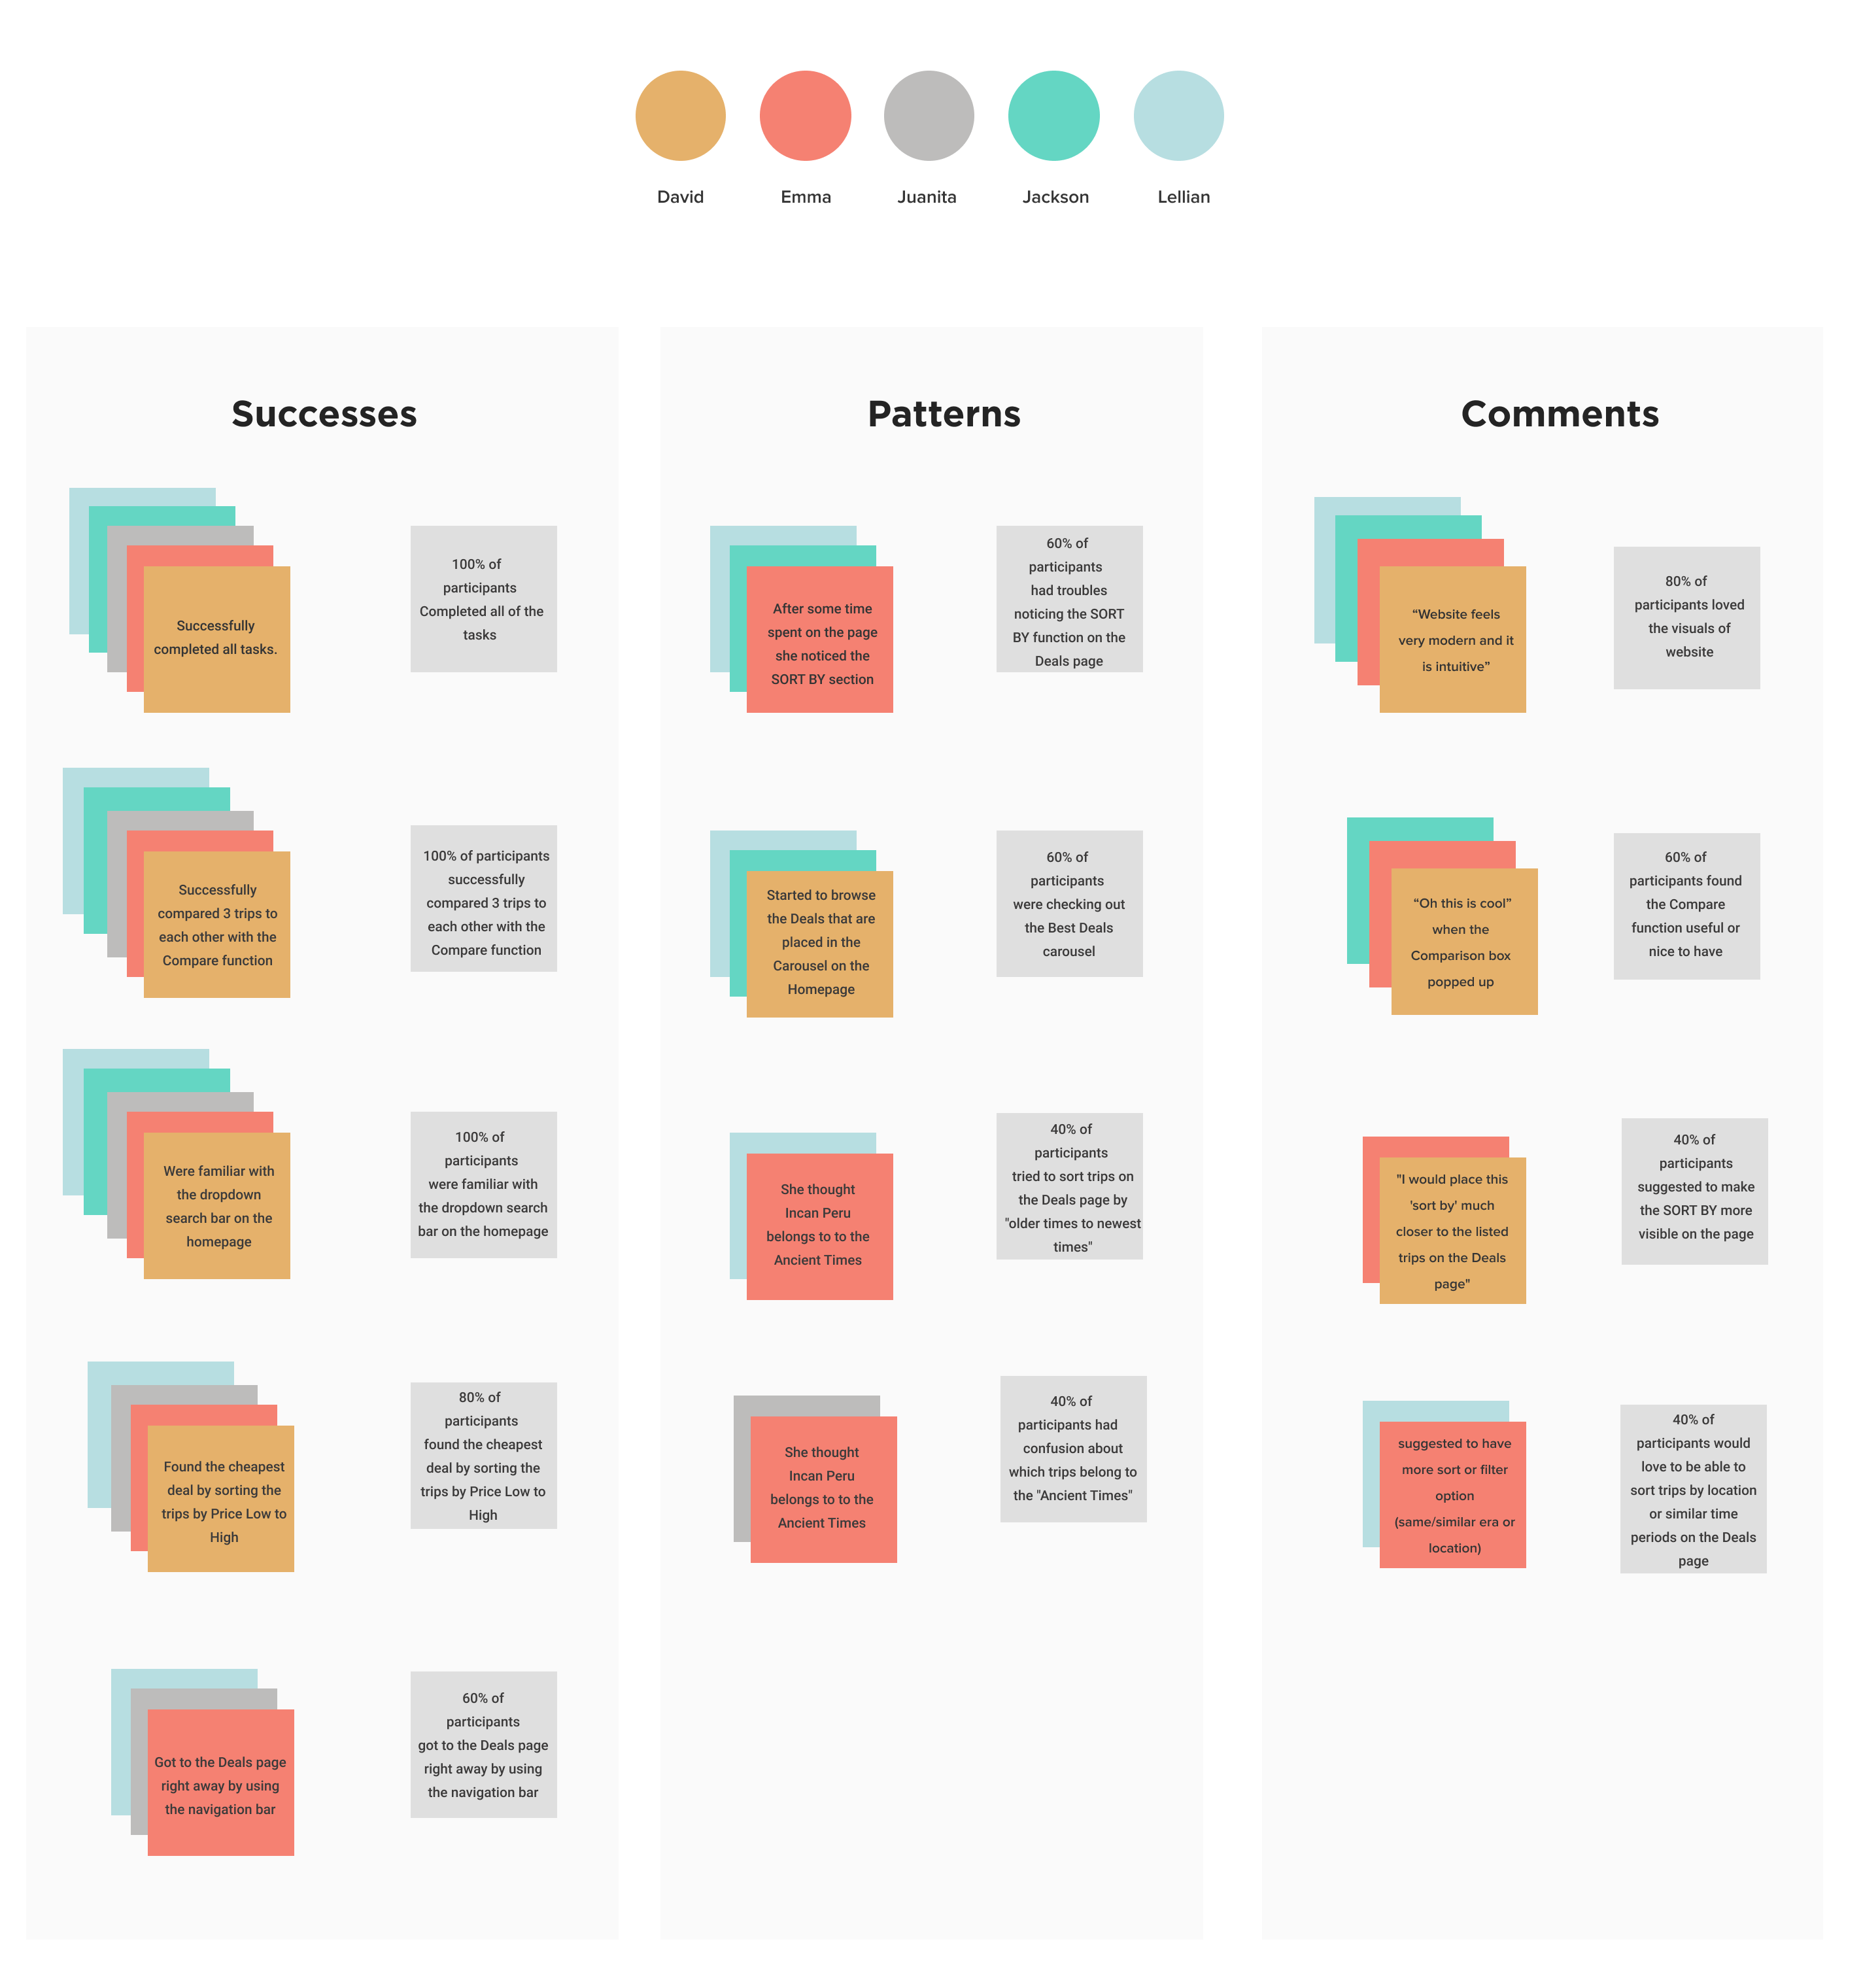 David
Emma
Juanita
Jackson
Lellian
Successes
Successfully
completed all tasks.
100% of
participants
Completed all of the
tasks
Successfully
compared 3 trips to
each other with the
Compare function
100% of participants
successfully
compared 3 trips to
each other with the
Compare function
Were familiar with
the dropdown
search bar on the
homepage
100% of
participants
were familiar with
the dropdown search
bar on the homepage
Found the cheapest
deal by sorting the
trips by Price Low to
High
80% of
participants
found the cheapest
deal by sorting the
trips by Price Low to
High
Got to the Deals page
right away by using
the navigation bar
60% of
participants
got to the Deals page
right away by using
the navigation bar
Patterns
After some time
spent on the page
she noticed the
SORT BY section
60% of
participants
had troubles
noticing the SORT
BY function on the
Deals page
Started to browse
the Deals that are
placed in the
Carousel on the
Homepage
60% of
participants
were checking out
the Best Deals
carousel
She thought
Incan Peru
belongs to to the
Ancient Times
40% of
participants
tried to sort trips on
the Deals page by
"older times to newest
times"
She thought
Incan Peru
belongs to to the
Ancient Times
40% of
participants had
confusion about
which trips belong to
the "Ancient Times"
Comments
“Website feels
very modern and it
is intuitive”
80% of
participants loved
the visuals of
website
“Oh this is cool”
when the
Comparison box
popped up
60% of
participants found
the Compare
function useful or
nice to have
"I would place this
'sort by' much
closer to the listed
trips on the Deals
page"
40% of
participants
suggested to make
the SORT BY more
visible on the page
suggested to have
more sort or filter
option
(same/similar era or
location)
40% of
participants would
love to be able to
sort trips by location
or similar time
periods on the Deals
page